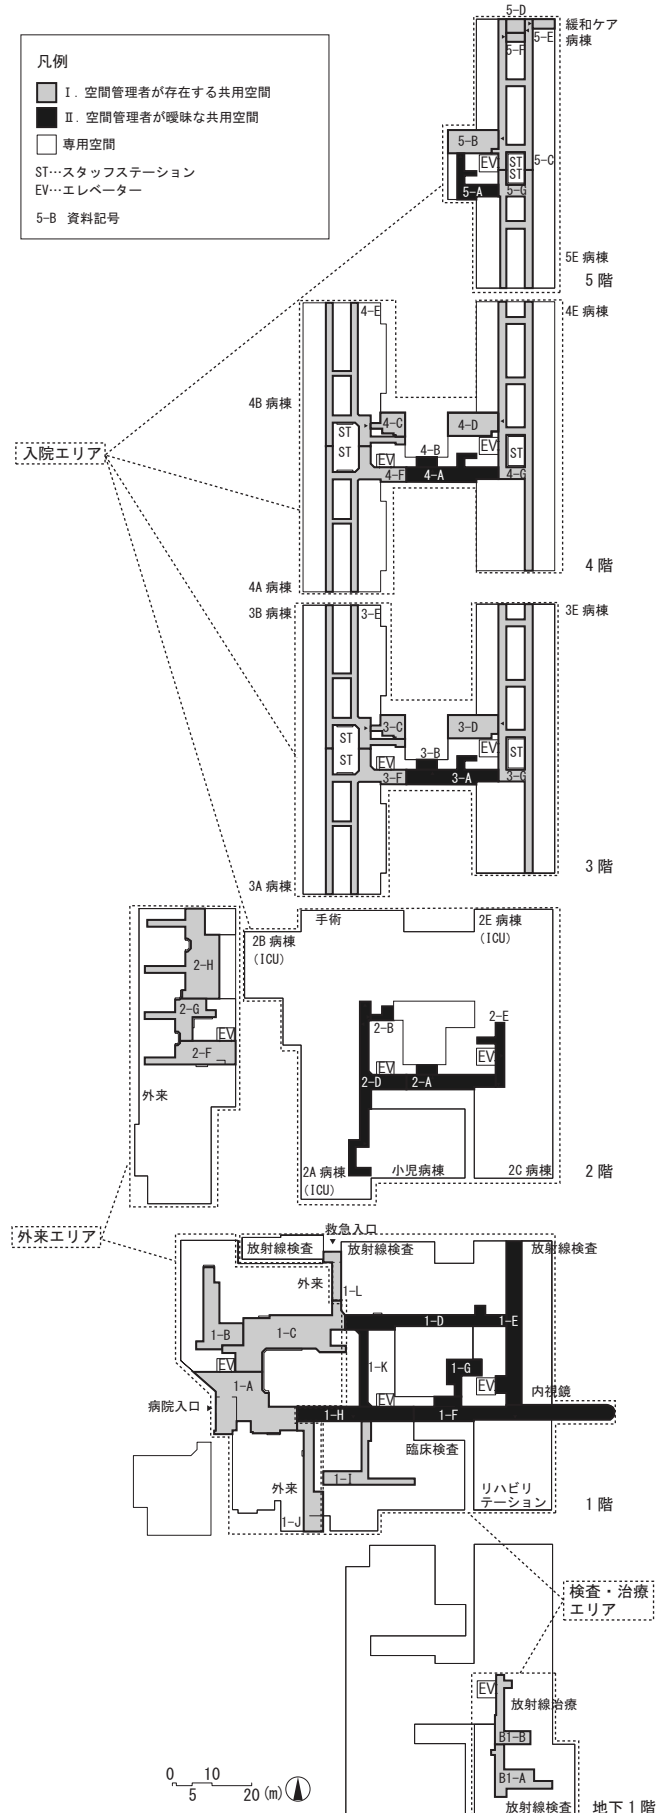 5-D
緩和ケア
病棟
5-E
5-F
凡例
Ⅰ. 空間管理者が存在する共用空間
Ⅱ. 空間管理者が曖昧な共用空間
専用空間
ST…スタッフステーション
EV…エレベーター
5-B 資料記号
5-B
EV
ST
ST
5-C
5-A
5-G
5E 病棟
5 階
4-E
4E 病棟
4B 病棟
4-C
4-D
ST
ST
4-B
EV
EV
ST
入院エリア
4-F
4-A
4-G
4 階
4A 病棟
3B 病棟
3-E
3E 病棟
3-C
3-D
ST
ST
3-B
EV
EV
ST
3-F
3-A
3-G
3 階
3A 病棟
手術
2E 病棟
(ICU)
2B 病棟
(ICU)
2-H
2-G
2-E
2-B
EV
2-F
EV
EV
2-D
2-A
外来
2A 病棟
(ICU)
小児病棟
2C 病棟
2 階
外来エリア
救急入口
放射線検査
放射線検査
放射線検査
外来
1-L
1-B
1-C
1-D
1-E
EV
1-K
1-G
1-A
EV
EV
内視鏡
病院入口
1-H
1-F
臨床検査
1-I
外来
リハビリ
テーション
1-J
1 階
検査・治療
エリア
EV
放射線治療
B1-B
B1-A
0 10
5 20 (m)
放射線検査
地下 1 階